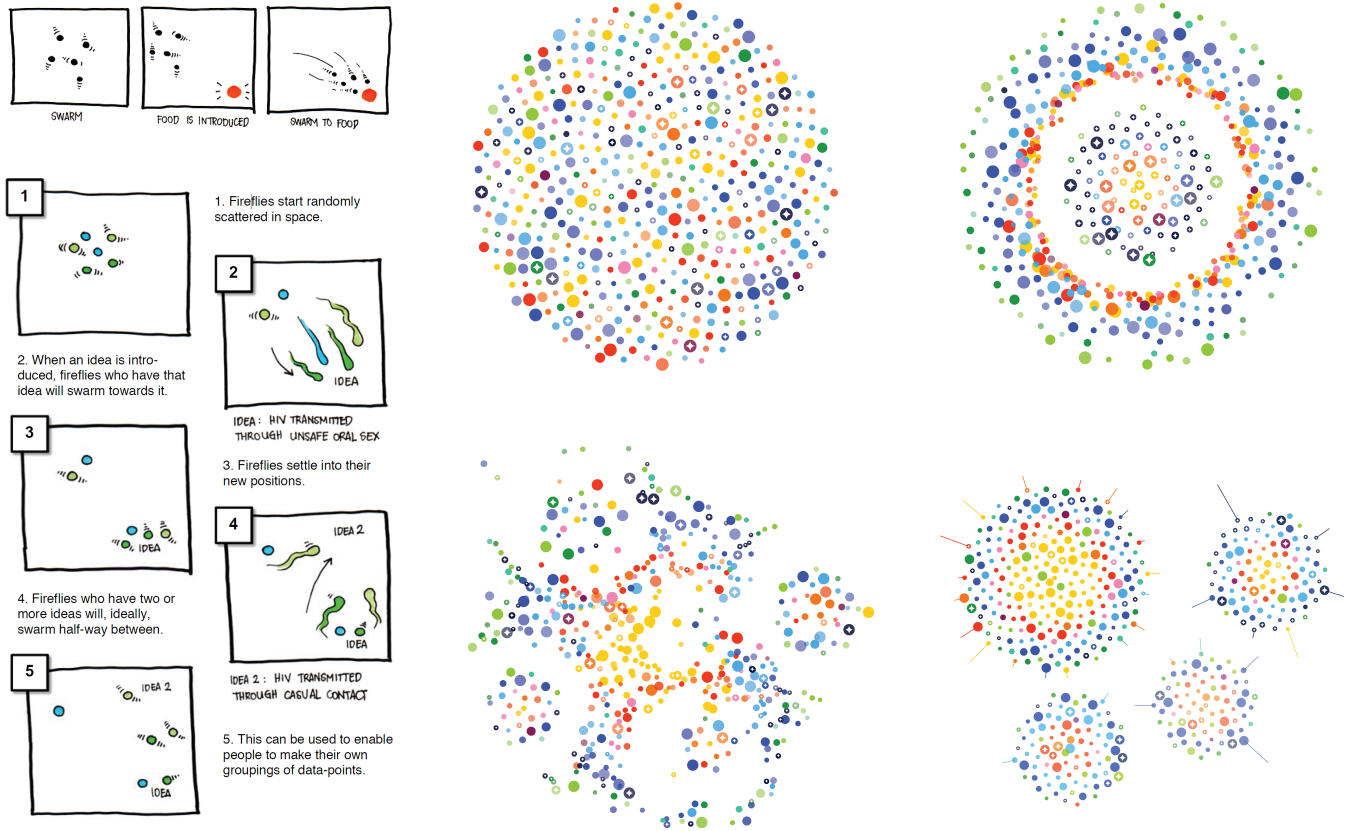 SWARM
FOOD IS INTRODUCED
SWARM TO FOOD
1
1. Fireflies start randomly
scattered in space.
2
IDEA
IDEA: HIV TRANSMITTED
THROUGH UNSAFE ORAL SEX
2. When an idea is intro-
duced, fireflies who have that
idea will swarm towards it.
3
IDEA
3. Fireflies settle into their
new positions.
4
IDEA 2
IDEA
IDEA 2: HIV TRANSMITTED
THROUGH CASUAL CONTACT
4. Fireflies who have two or
more ideas will, ideally,
swarm half-way between.
5
IDEA 2
IDEA
5. This can be used to enable
people to make their own
groupings of data-points.